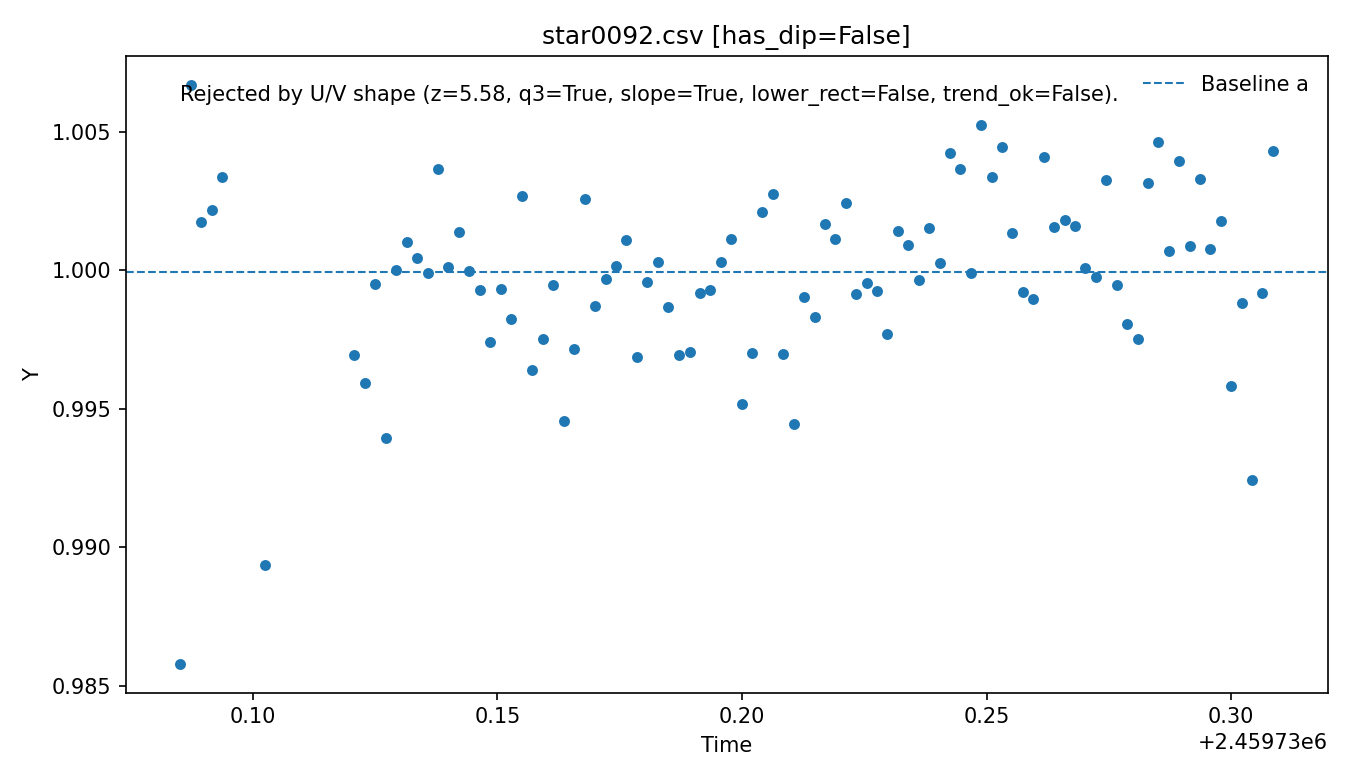 star0092.csv [has_dip=False]
Rejected by U/V shape (z=5.58, q3=True, slope=True, lower_rect=False, trend_ok=False).
Baseline a
Y
1.005
1.000
0.995
0.990
0.985
0.10
0.15
0.20
0.25
0.30
Time
+2.45973e6